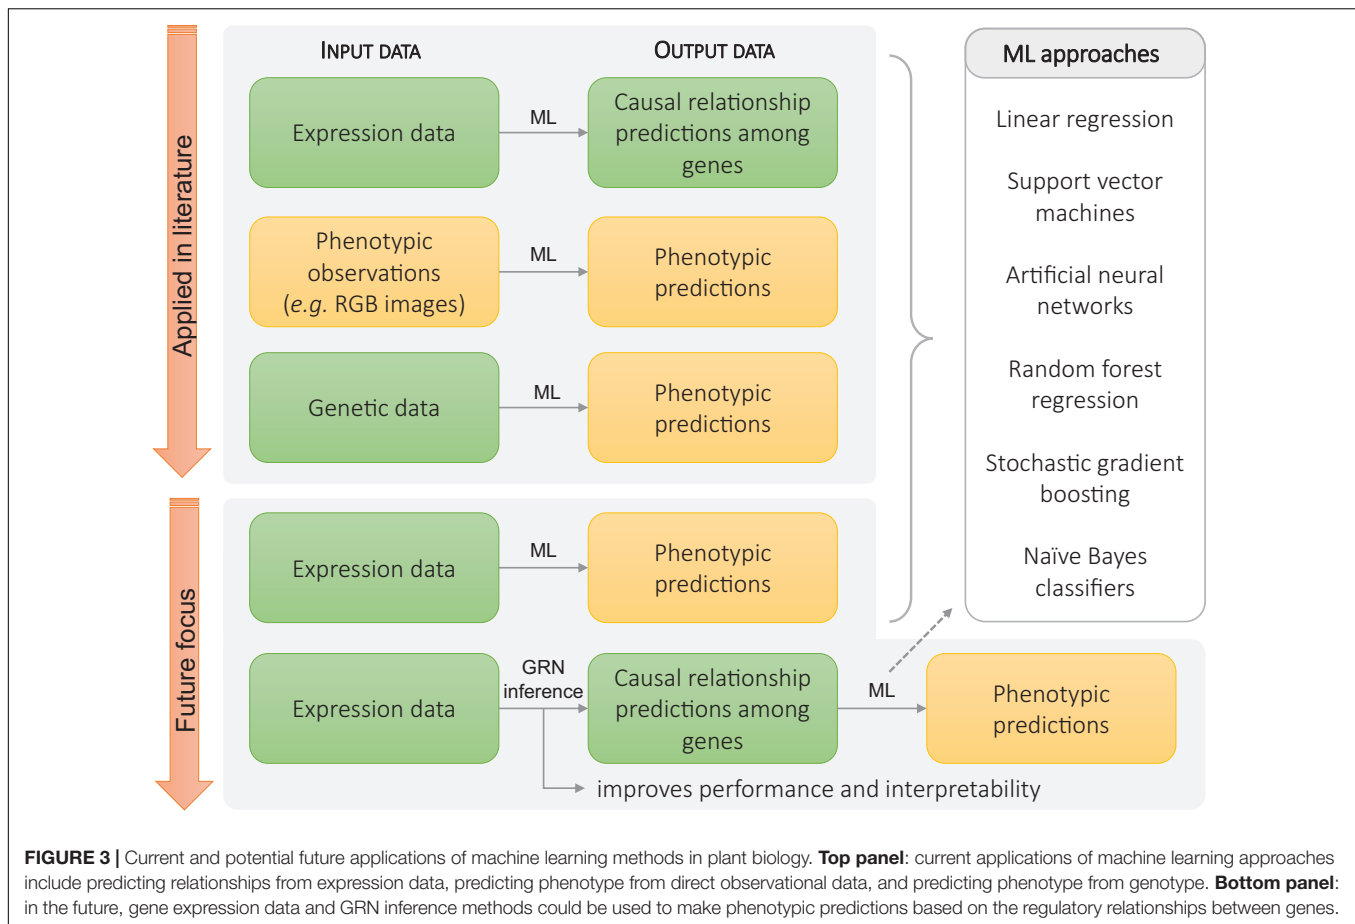 INPUT DATA
OUTPUT DATA
Applied in literature
Expression data
ML
Causal relationship
predictions among
genes
Phenotypic
observations
(e.g. RGB images)
ML
Phenotypic
predictions
Genetic data
ML
Phenotypic
predictions
Future focus
Expression data
ML
Phenotypic
predictions
Expression data
GRN
inference
Causal relationship
predictions among
genes
ML
Phenotypic
predictions
improves performance and interpretability
ML approaches
Linear regression
Support vector
machines
Artificial neural
networks
Random forest
regression
Stochastic gradient
boosting
Naïve Bayes
classifiers
FIGURE 3 | Current and potential future applications of machine learning methods in plant biology. Top panel: current applications of machine learning approaches
include predicting relationships from expression data, predicting phenotype from direct observational data, and predicting phenotype from genotype. Bottom panel:
in the future, gene expression data and GRN inference methods could be used to make phenotypic predictions based on the regulatory relationships between genes.